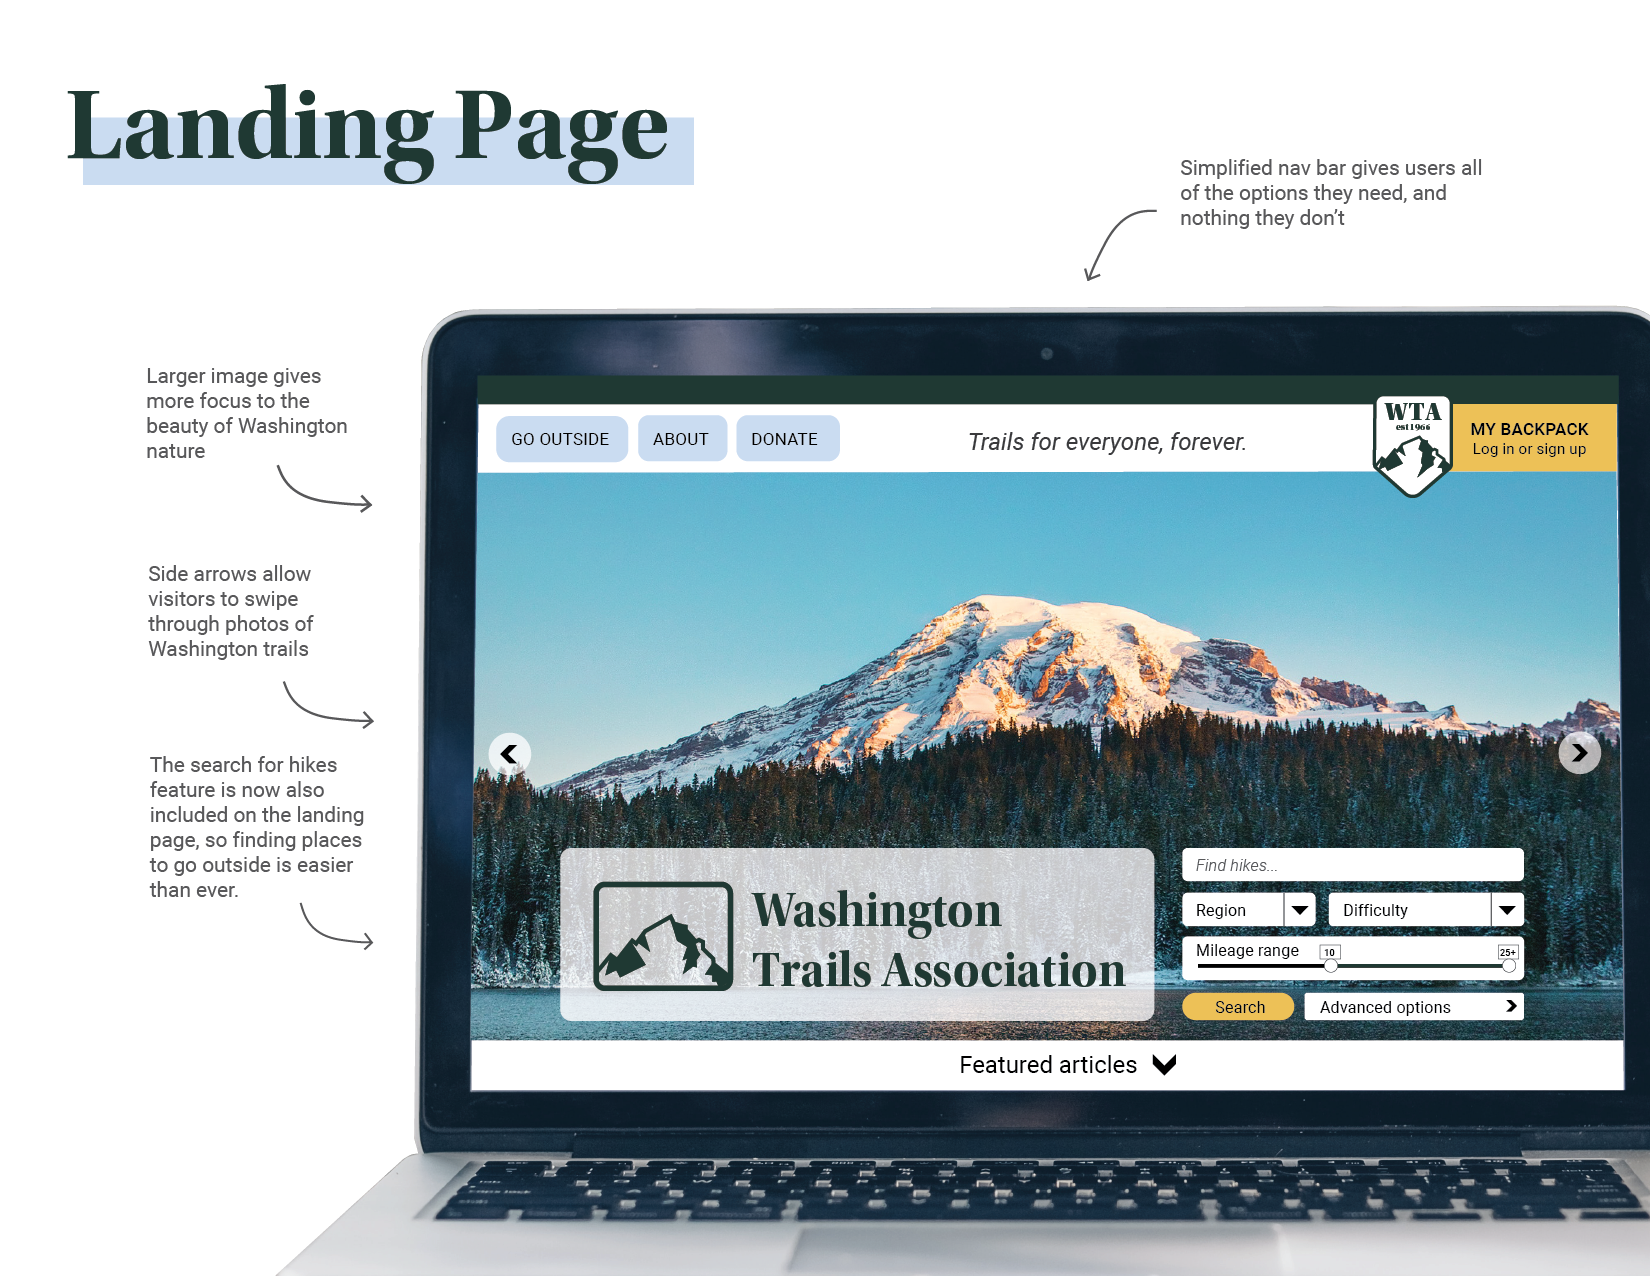 Landing Page
Simplified nav bar gives users all
of the options they need, and
nothing they don't
Larger image gives
more focus to the
beauty of Washington
nature
Side arrows allow
visitors to swipe
through photos of
Washington trails
The search for hikes
feature is now also
included on the landing
page, so finding places
to go outside is easier
than ever.
GO OUTSIDE
ABOUT
DONATE
Trails for everyone, forever.
WTA
est1966
MY BACKPACK
Log in or sign up
Washington
Trails Association
Find hikes...
Region
Difficulty
Mileage range
10
25+
Search
Advanced options
Featured articles